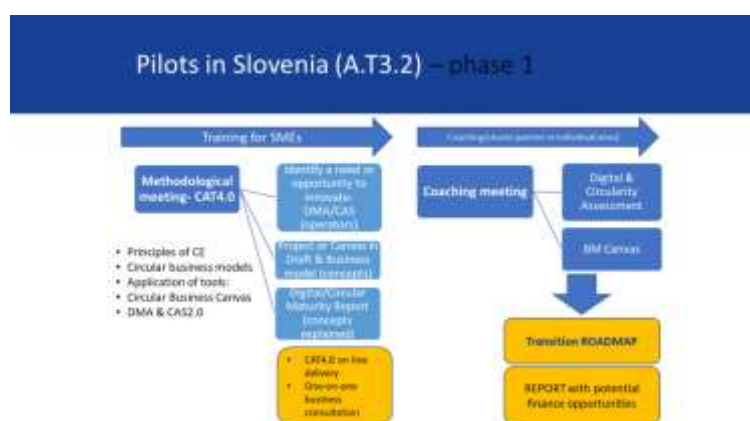 Pilots in Slovenia (A.T3.2) – phase 1
Training for SMEs
Methodological
meeting- CAT4.0
Identify a need or
opportunity to
innovate-
DMA/CAS
(operators)
Project or Canvas in
Draft & Business
model (concepts)
Digital/Circular
Maturity Report
(concepts
explained)
• Principles of CE
• Circular business models
• Application of tools:
• Circular Business Canvas
• DMA & CAS2.0
• CAT4.0 on line
delivery
• One-on-one
business
consultation
Coaching meeting
Digital &
Circularity
Assessment
BM Canvas
Transition ROADMAP
REPORT with potential
finance opportunities